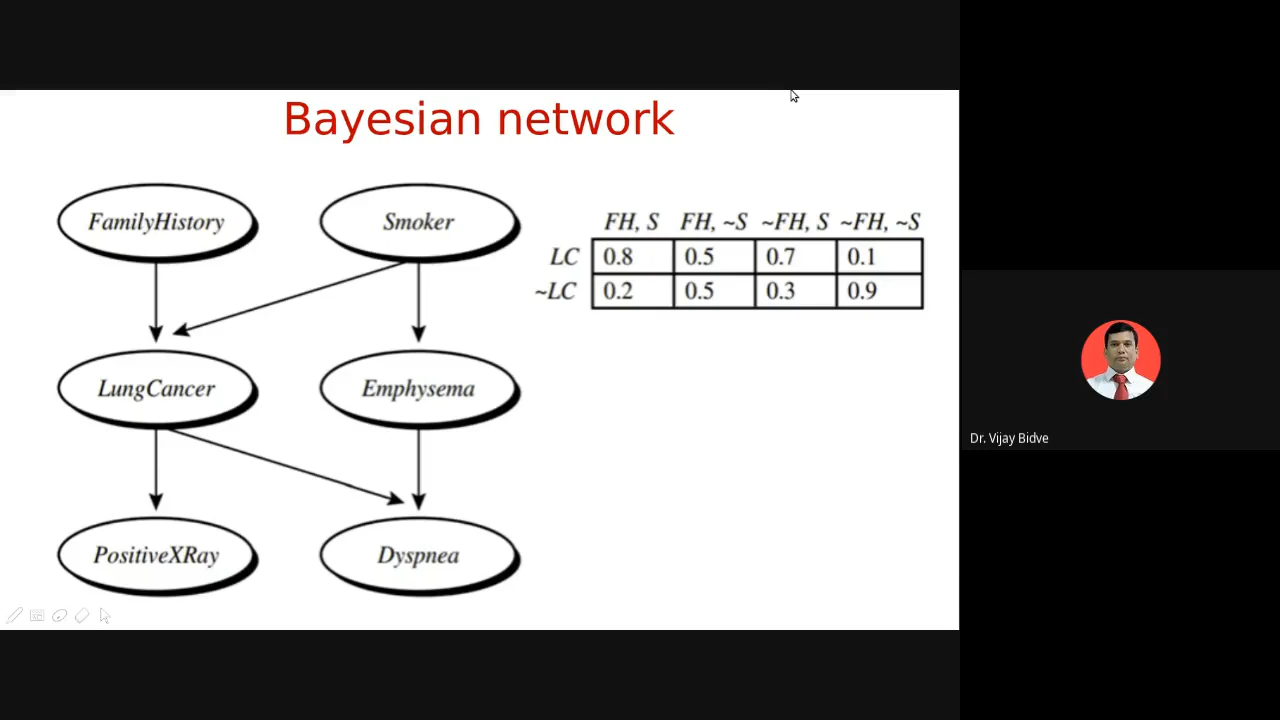 Bayesian network
FamilyHistory
Smoker
FH, S FH, ~S ~FH, S ~FH, ~S
LC 0.8 0.5 0.7 0.1
~LC 0.2 0.5 0.3 0.9
LungCancer
Emphysema
PositiveXRay
Dyspnea
Dr. Vijay Bidve